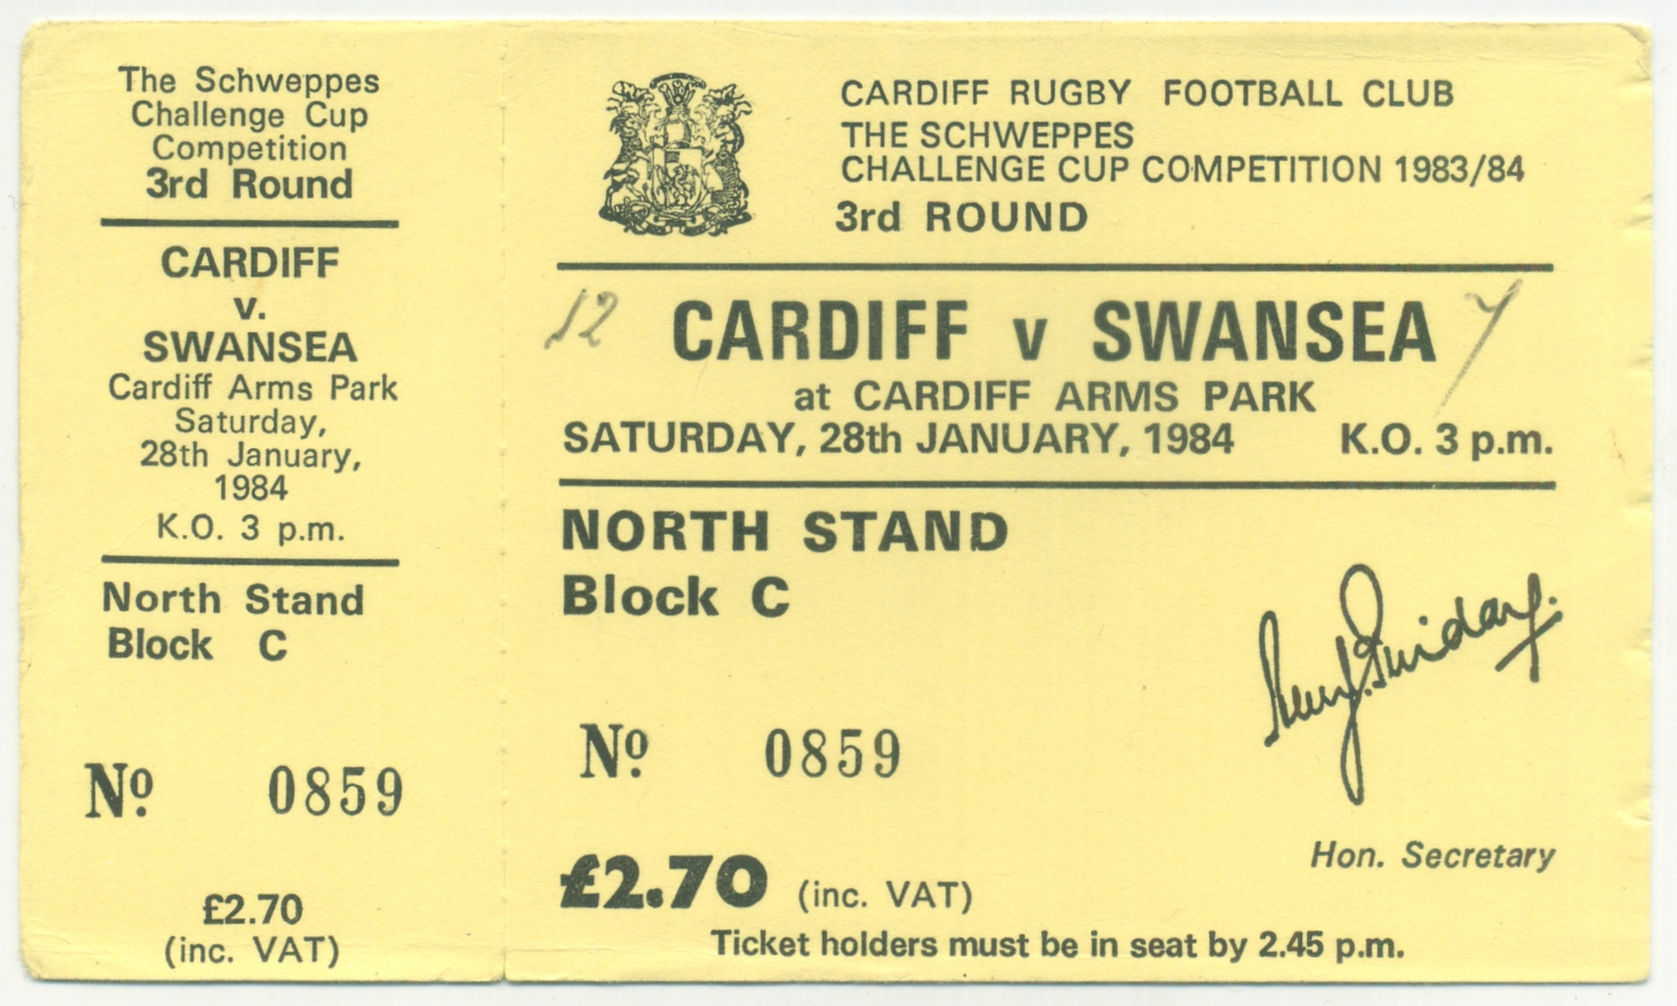 The Schweppes
Challenge Cup
Competition
3rd Round
CARDIFF
v.
SWANSEA
Cardiff Arms Park
Saturday,
28th January,
1984
K.O. 3 p.m.
North Stand
Block C
Nº 0859
£2.70
(inc. VAT)
CARDIFF RUGBY FOOTBALL CLUB
THE SCHWEPPES
CHALLENGE CUP COMPETITION 1983/84
3rd ROUND
12 CARDIFF v SWANSEA 7
at CARDIFF ARMS PARK
SATURDAY, 28th JANUARY, 1984 K.O. 3 p.m.
NORTH STAND
Block C
Nº 0859
Hon. Secretary
£2.70 (inc. VAT)
Ticket holders must be in seat by 2.45 p.m.